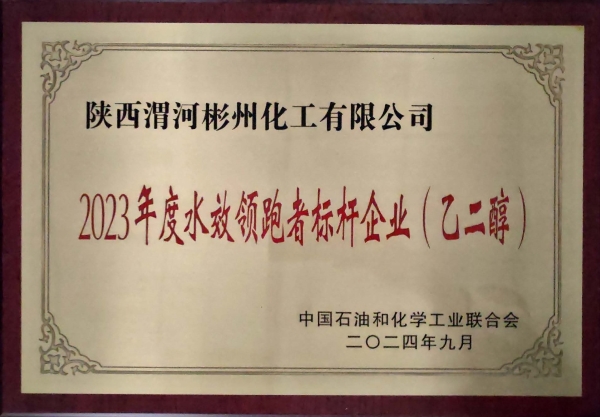 陕西渭河彬州化工有限公司
2023年度水效领跑者标杆企业（乙二醇）
中国石油和化学工业联合会
二〇二四年九月